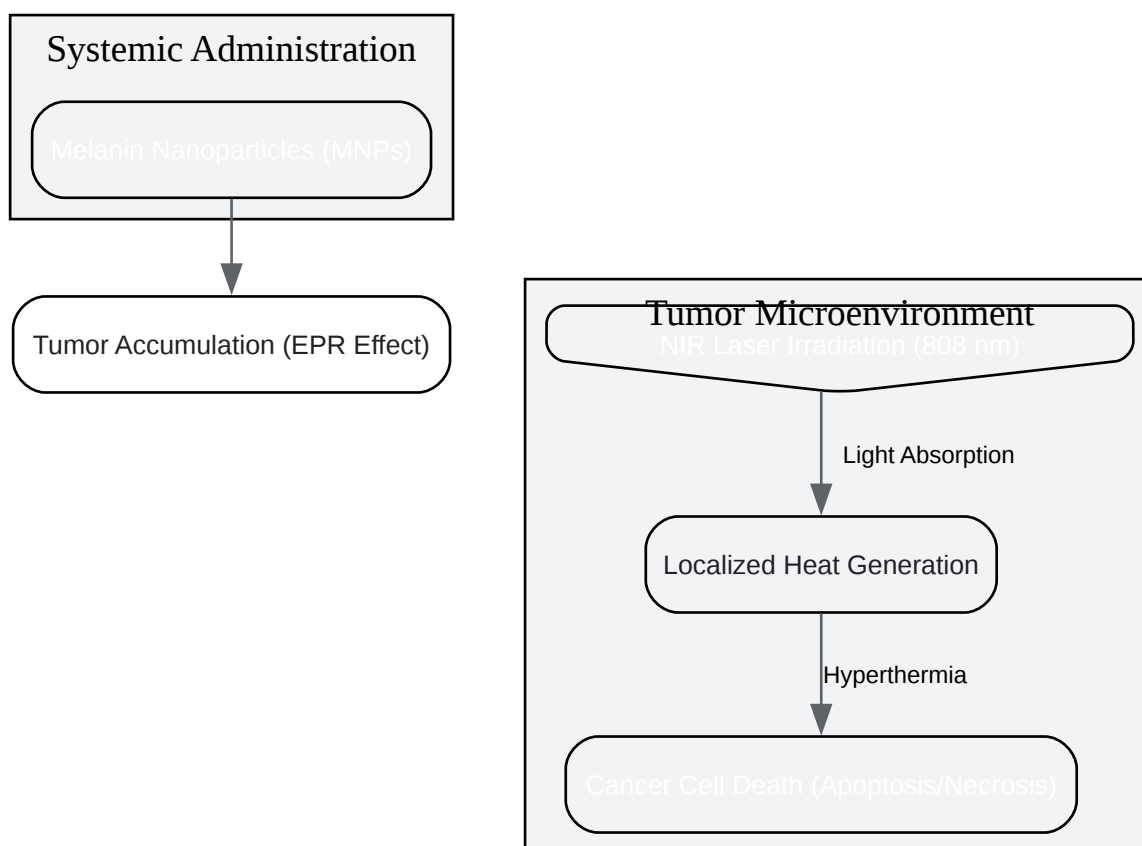 Systemic Administration
Melanin Nanoparticles (MNPs)
Tumor Accumulation (EPR Effect)
Tumor Microenvironment
NIR Laser Irradiation (808 nm)
Light Absorption
Localized Heat Generation
Hyperthermia
Cancer Cell Death (Apoptosis/Necrosis)